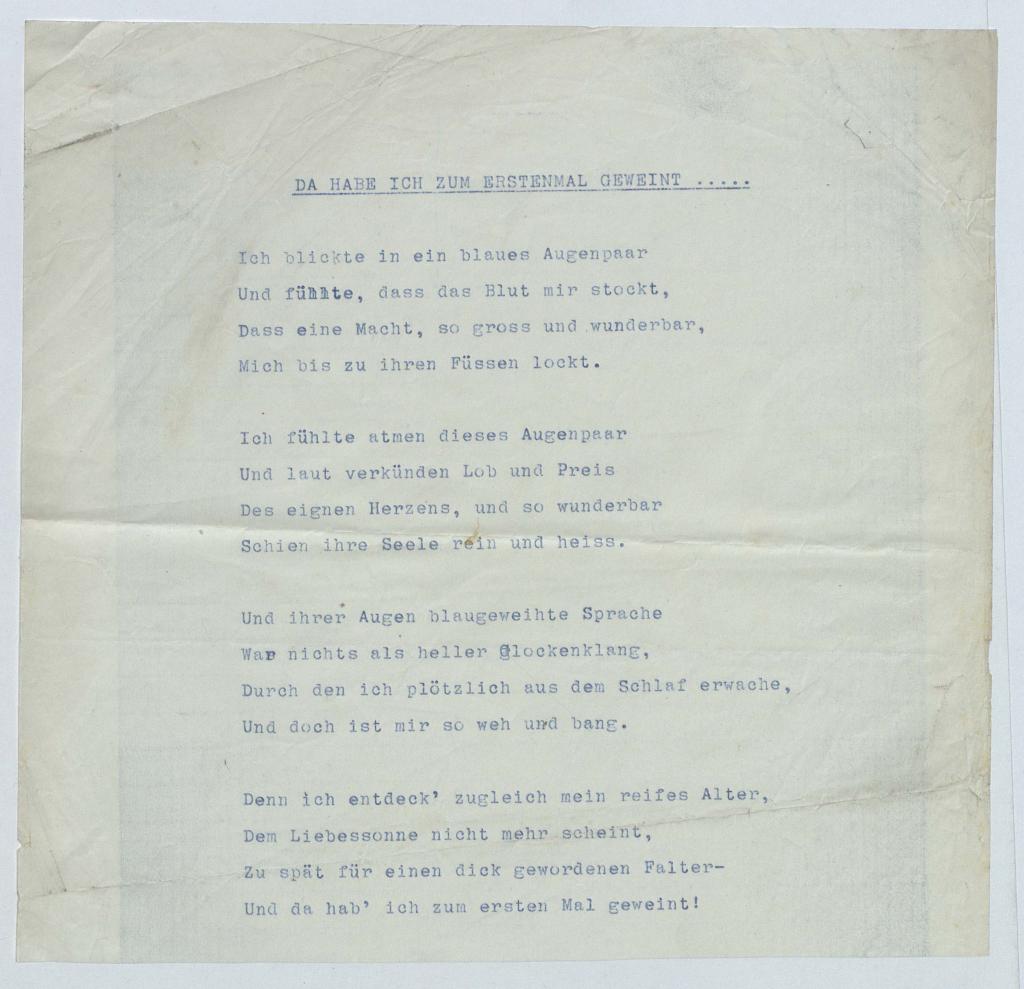 DA HABE ICH ZUM ERSTENMAL GEWEINT .....
Ich blickte in ein blaues Augenpaar
Und fühlte, dass das Blut mir stockt,
Dass eine Macht, so gross und wunderbar,
Mich bis zu ihren Füssen lockt.
Ich fühlte atmen dieses Augenpaar
Und laut verkünden Lob und Preis
Des eignen Herzens, und so wunderbar
Schien ihre Seele rein und heiss.
Und ihrer Augen blaugeweihte Sprache
War nichts als heller Glockenklang,
Durch den ich plötzlich aus dem Schlaf erwache,
Und doch ist mir so weh und bang.
Denn ich entdeck' zugleich mein reifes Alter,
Dem Liebessonne nicht mehr scheint,
Zu spät für einen dick gewordenen Falter-
Und da hab' ich zum ersten Mal geweint!